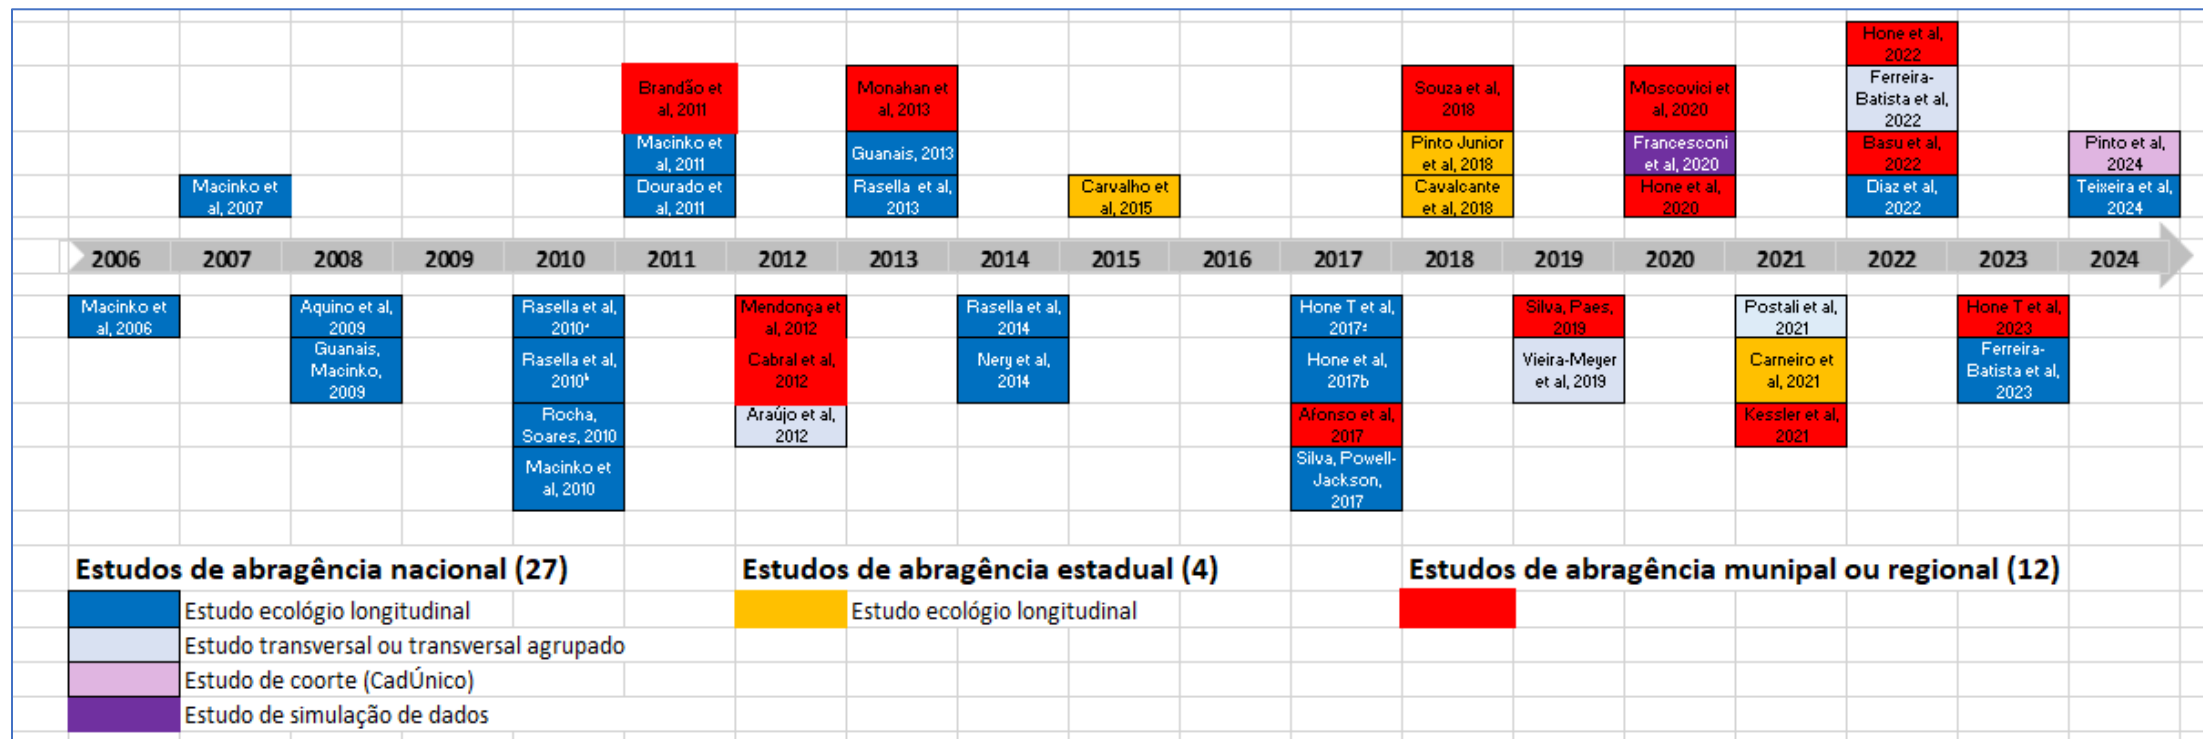 Hone et al,
2022
Brandão et
al, 2011
Monahan et
al, 2013
Souza et al,
2018
Moscovici et
al, 2020
Ferreira-
Batista et al,
2022
Macinko et
al, 2011
Guanais, 2013
Pinto Junior
et al, 2018
Francesconi
et al, 2020
Basu et al,
2022
Pinto et al,
2024
Macinko et
al, 2007
Dourado et
al, 2011
Rasella et al,
2013
Carvalho et
al, 2015
Cavalcante
et al, 2018
Hone et al,
2020
Diaz et al,
2022
Teixeira et al,
2024
2006 2007 2008 2009 2010 2011 2012 2013 2014 2015 2016 2017 2018 2019 2020 2021 2022 2023 2024
Macinko et
al, 2006
Aquino et al,
2009
Rasella et al,
2010ª
Mendonça et
al, 2012
Rasella et al,
2014
Hone T et al,
2017ª
Silva, Paes,
2019
Postali et al,
2021
Hone T et al,
2023
Guanais,
Macinko,
2009
Rasella et al,
2010ᵇ
Cabral et al,
2012
Nery et al,
2014
Hone et al,
2017b
Vieira-Meyer
et al, 2019
Carneiro et
al, 2021
Ferreira-
Batista et al,
2023
Rocha,
Soares, 2010
Araújo et al,
2012
Afonso et al,
2017
Kessler et al,
2021
Macinko et
al, 2010
Silva, Powell-
Jackson,
2017
Estudos de abragência nacional (27)
Estudo ecológio longitudinal
Estudo transversal ou transversal agrupado
Estudo de coorte (CadÚnico)
Estudo de simulação de dados
Estudos de abragência estadual (4)
Estudo ecológio longitudinal
Estudos de abragência munipal ou regional (12)